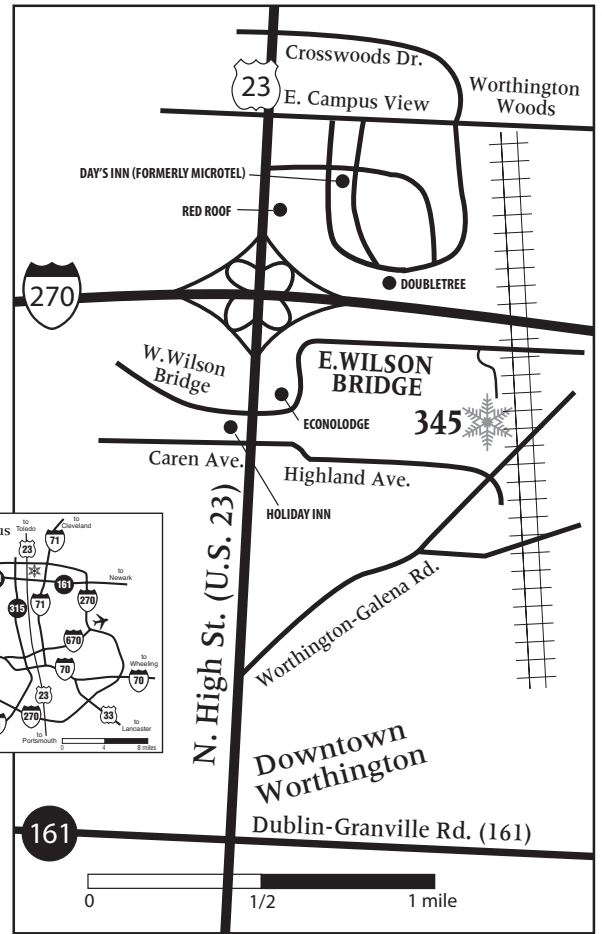 Crosswoods Dr.
23
E. Campus View
Worthington
Woods
DAY'S INN (FORMERLY MICROTEL)
RED ROOF
DOUBLETREE
270
W.Wilson
Bridge
E.WILSON
BRIDGE
ECONOLODGE
345
Caren Ave.
Highland Ave.
HOLIDAY INN
N. High St. (U.S. 23)
Worthington-Galena Rd.
us
to
Toledo
to
Cleveland
23
71
to
Newark
161
315
71
270
670
to
Wheeling
70
70
23
270
33
to
Lancaster
to
Portsmouth
0 4 8 miles
Downtown
Worthington
161
Dublin-Granville Rd. (161)
0 1/2 1 mile